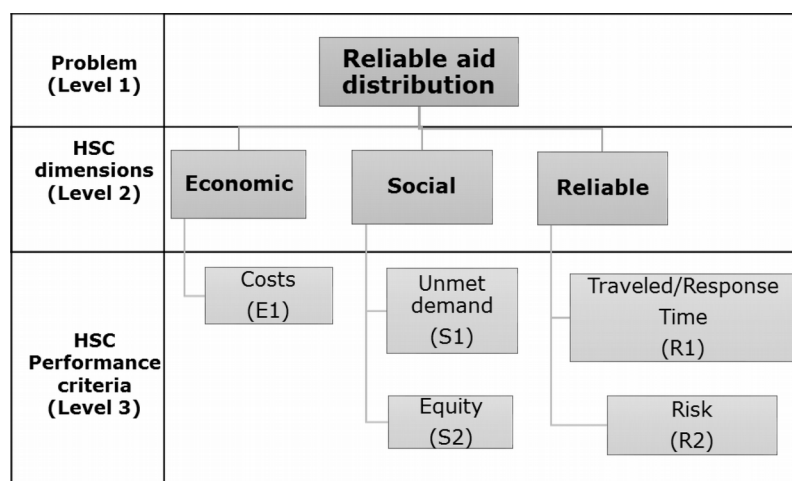 Problem
(Level 1)
Reliable aid
distribution
HSC
dimensions
(Level 2)
Economic
Social
Reliable
HSC
Performance
criteria
(Level 3)
Costs
(E1)
Unmet
demand
(S1)
Traveled/Response
Time
(R1)
Equity
(S2)
Risk
(R2)